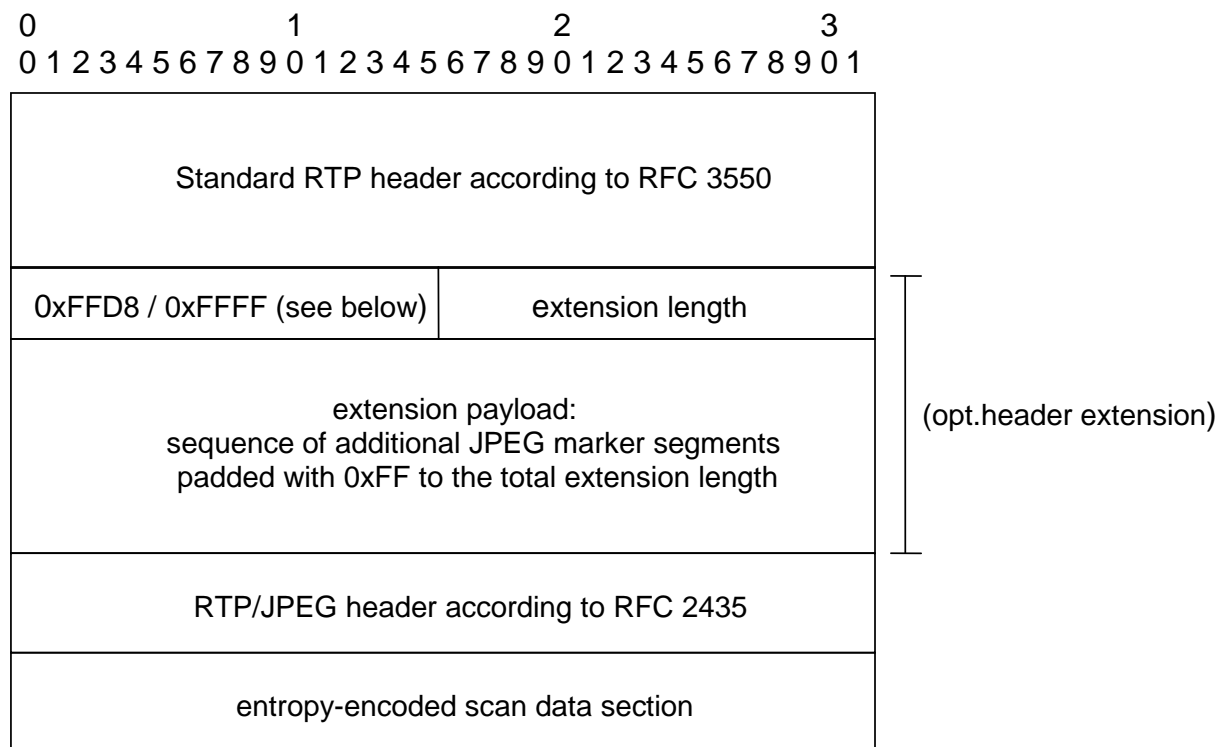 0 1 2 3
0 1 2 3 4 5 6 7 8 9 0 1 2 3 4 5 6 7 8 9 0 1 2 3 4 5 6 7 8 9 0 1
Standard RTP header according to RFC 3550
0xFFD8 / 0xFFFF (see below) extension length
extension payload:
sequence of additional JPEG marker segments
padded with 0xFF to the total extension length
(opt.header extension)
RTP/JPEG header according to RFC 2435
entropy-encoded scan data section